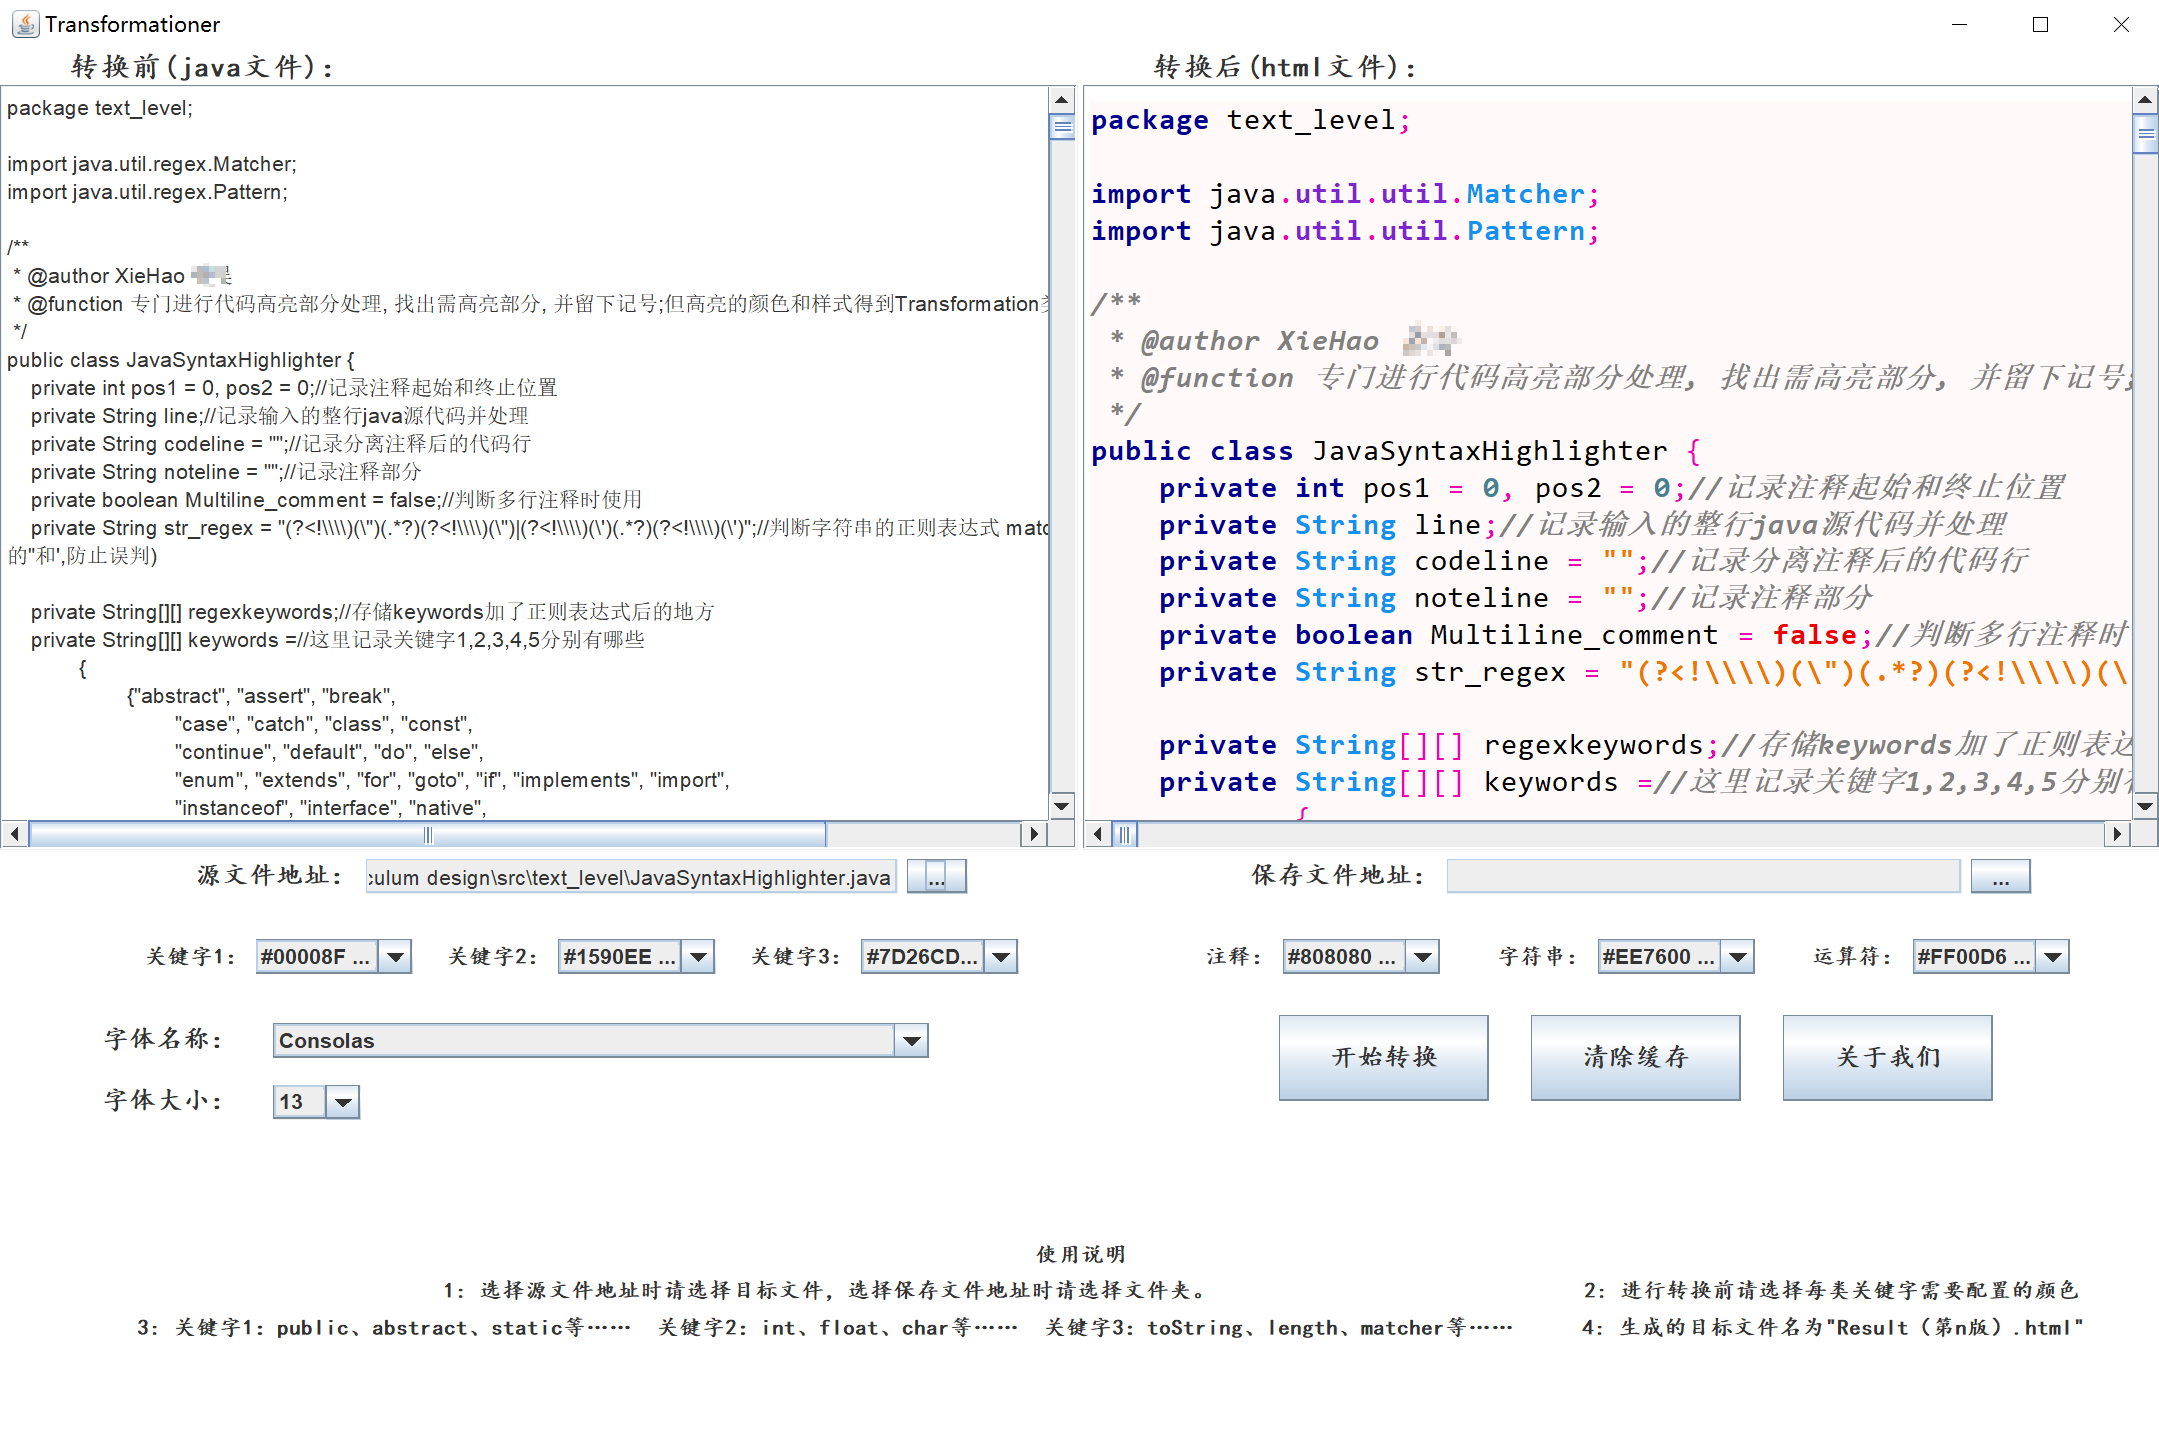 Transformationer
转换前(java文件):
package text_level;
import java.util.regex.Matcher;
import java.util.regex.Pattern;
/**
* @author XieHao
* @function 专门进行代码高亮部分处理, 找出需高亮部分, 并留下记号;但高亮的颜色和样式得到Transformation
*/
public class JavaSyntaxHighlighter {
private int pos1 = 0, pos2 = 0;//记录注释起始和终止位置
private String line;//记录输入的整行java源代码并处理
private String codeline = "";//记录分离注释后的代码行
private String noteline = "";//记录注释部分
private boolean Multiline_comment = false;//判断多行注释时使用
private String str_regex = "(?<!\\\\)(\")(.*?)(?<!\\\\)(\")|(?<!\\\\)(\')(.*?)(?<!\\\\)(\')";//判断字符串的正则表达式 matc
的"和',防止误判)
private String[][] regexkeywords;//存储keywords加了正则表达式后的地方
private String[][] keywords =//这里记录关键字1,2,3,4,5分别有哪些
{
{"abstract", "assert", "break",
"case", "catch", "class", "const",
"continue", "default", "do", "else",
"enum", "extends", "for", "goto", "if", "implements", "import",
"instanceof", "interface", "native",
转换后(html文件):
package text_level;
import java.util.util.Matcher;
import java.util.util.Pattern;
/**
* @author XieHao
* @function 专门进行代码高亮部分处理, 找出需高亮部分, 并留下记号;
*/
public class JavaSyntaxHighlighter {
private int pos1 = 0, pos2 = 0;//记录注释起始和终止位置
private String line;//记录输入的整行java源代码并处理
private String codeline = "";//记录分离注释后的代码行
private String noteline = "";//记录注释部分
private boolean Multiline_comment = false;//判断多行注释时
private String str_regex = "(?<!\\\\)(\")(.*?)(?<!\\\\)(\
private String[][] regexkeywords;//存储keywords加了正则表达
private String[][] keywords =//这里记录关键字1,2,3,4,5分别有
{
源文件地址: culum design\src\text_level\JavaSyntaxHighlighter.java ...
保存文件地址: ...
关键字1: #00008F ... 关键字2: #1590EE ... 关键字3: #7D26CD...
注释: #808080 ... 字符串: #EE7600 ... 运算符: #FF00D6 ...
字体名称: Consolas
字体大小: 13
开始转换 清除缓存 关于我们
使用说明
1: 选择源文件地址时请选择目标文件，选择保存文件地址时请选择文件夹。
2: 进行转换前请选择每类关键字需要配置的颜色
3: 关键字1: public、abstract、static等…… 关键字2: int、float、char等…… 关键字3: toString、length、matcher等……
4: 生成的目标文件名为"Result（第n版）.html"